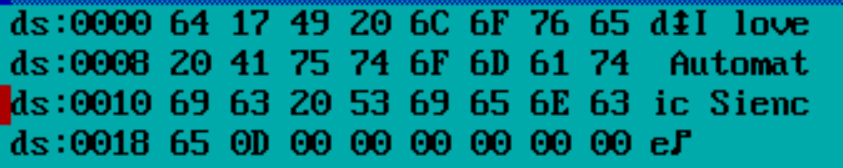 ds:0000 64 17 49 20 6C 6F 76 65 d↨I love
ds:0008 20 41 75 74 6F 6D 61 74  Automat
ds:0010 69 63 20 53 69 65 6E 63 ic Sienc
ds:0018 65 0D 00 00 00 00 00 00 e♪